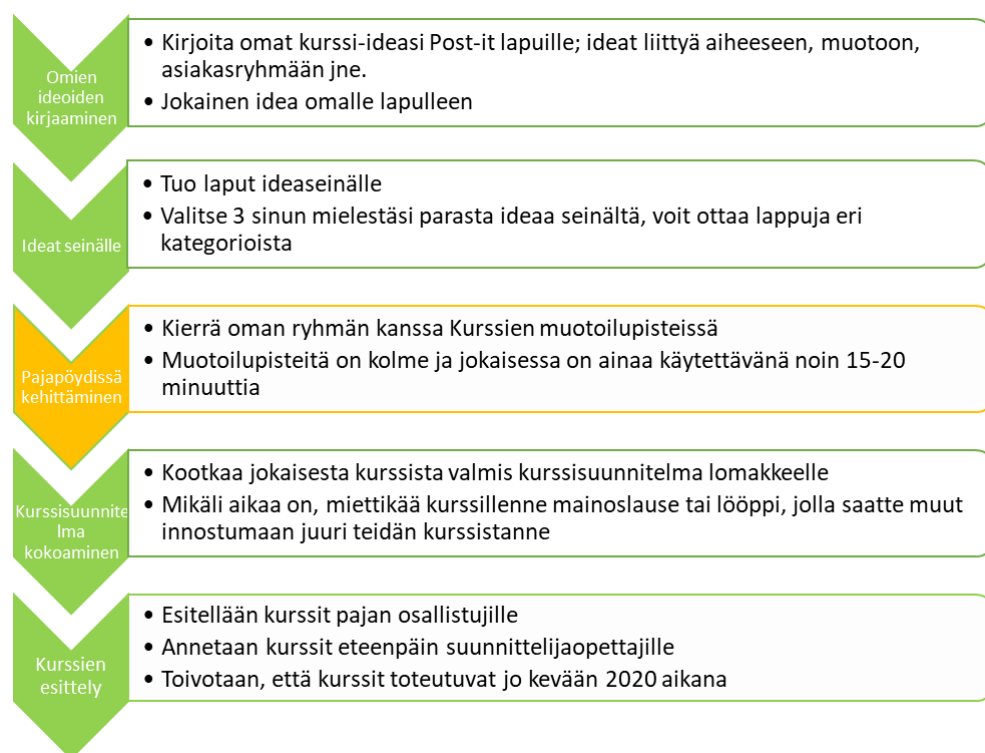 Omien
ideoiden
kirjaaminen
• Kirjoita omat kurssi-ideasi Post-it lapuille; ideat liittyä aiheeseen, muotoon,
asiakasryhmään jne.
• Jokainen idea omalle lapulleen
Ideat seinälle
• Tuo laput ideaseinälle
• Valitse 3 sinun mielestäsi parasta ideaa seinältä, voit ottaa lappuja eri
kategorioista
Pajapöydissä
kehittäminen
• Kierrä oman ryhmän kanssa Kurssien muotoilupisteissä
• Muotoilupisteitä on kolme ja jokaisessa on ainaa käytettävänä noin 15-20
minuuttia
Kurssisuunnite
lma
kokoaminen
• Kootkaa jokaisesta kurssista valmis kurssisuunnitelma lomakkeelle
• Mikäli aikaa on, miettikää kurssillenne mainoslause tai lööppi, jolla saatte muut
innostumaan juuri teidän kurssistanne
Kurssien
esittely
• Esitellään kurssit pajan osallistujille
• Annetaan kurssit eteenpäin suunnittelijaopettajille
• Toivotaan, että kurssit toteutuvat jo kevään 2020 aikana